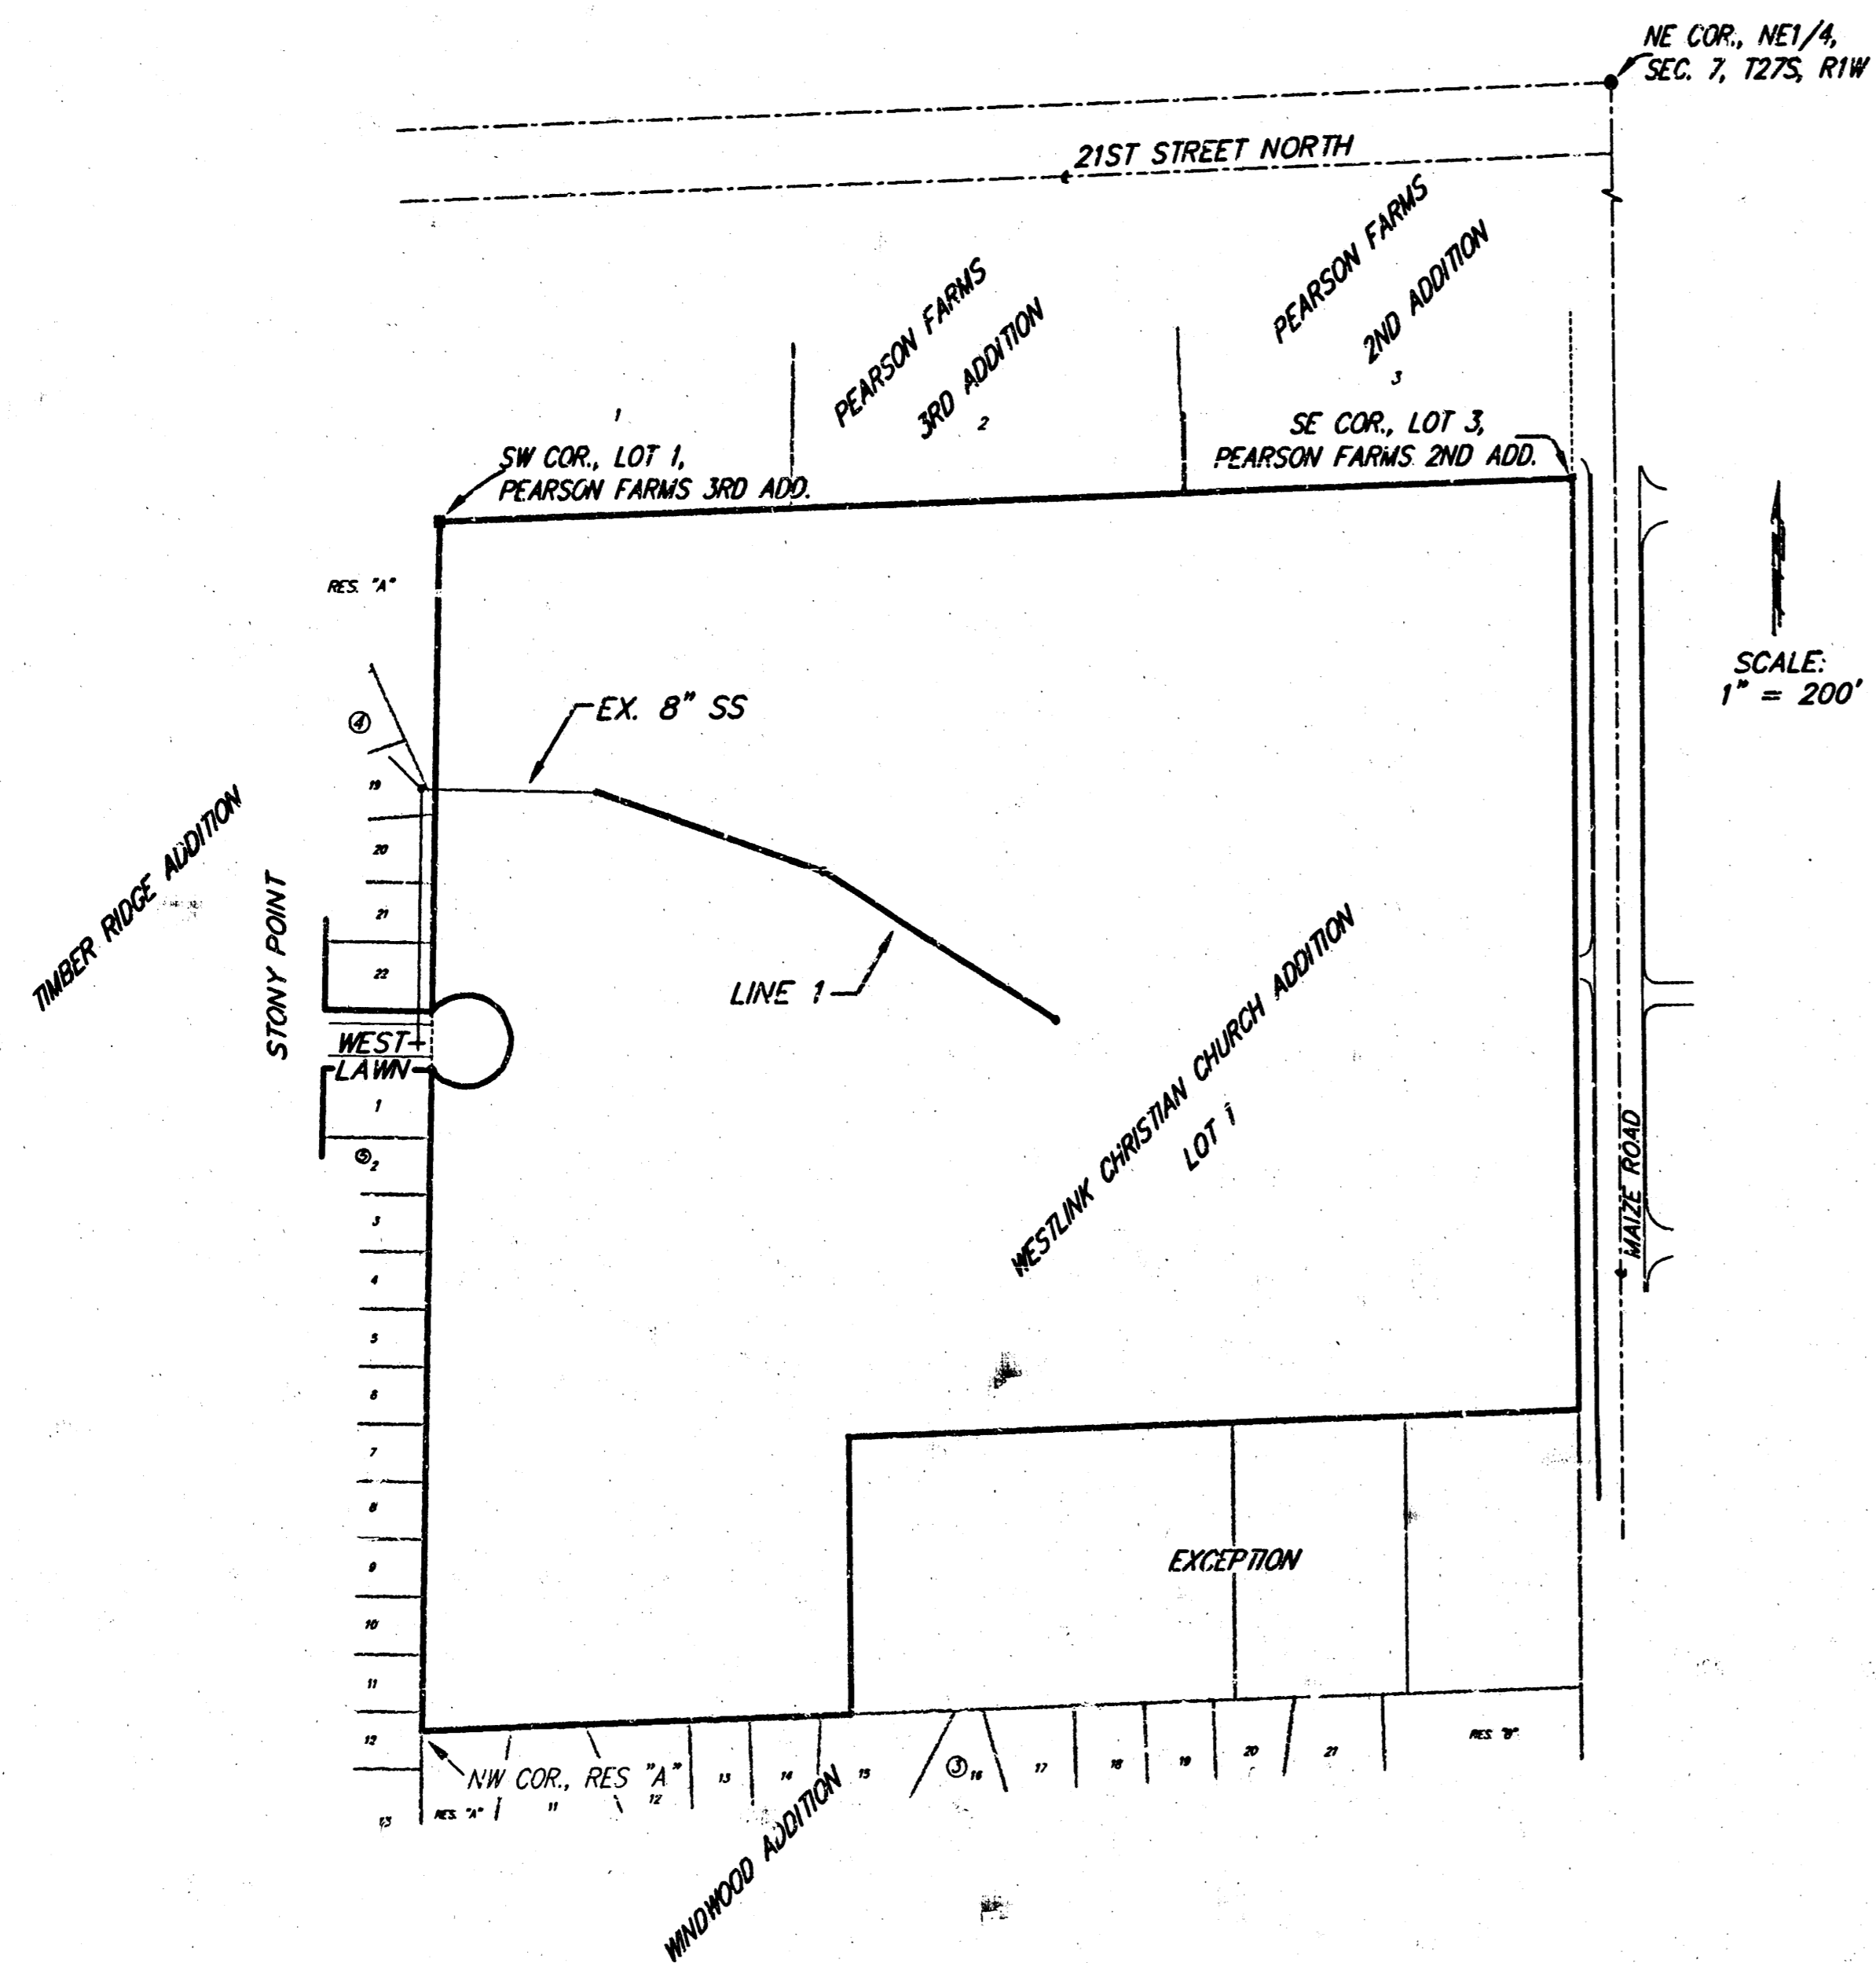 NE COR., NE1/4,
SEC. 7, T27S, R1W
21ST STREET NORTH
PEARSON FARMS
3RD ADDITION
PEARSON FARMS
2ND ADDITION
1
2
3
SW COR., LOT 1,
PEARSON FARMS 3RD ADD.
SE COR., LOT 3,
PEARSON FARMS 2ND ADD.
RES. "A"
SCALE:
1" = 200'
EX. 8" SS
4
19
20
21
22
TIMBER RIDGE ADDITION
STONY POINT
LINE 1
WEST
LAWN
1
5
2
3
4
5
6
7
8
9
10
11
12
13
WESTLINK CHRISTIAN CHURCH ADDITION
LOT 1
MAIZE ROAD
EXCEPTION
NW COR., RES "A"
RES. "A"
11
12
13
14
15
3
16
17
18
19
20
21
RES. "B"
WINDWOOD ADDITION